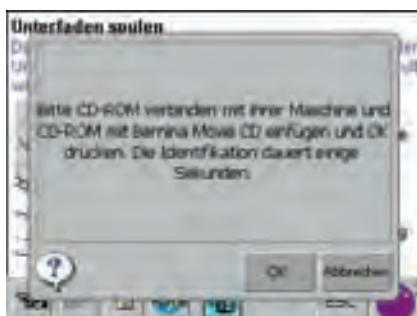 Unterfaden spulen
Bitte CD-ROM verbinden mit ihrer Maschine und
CD-ROM mit Bernina Movie CD einfügen und OK
drücken. Die Identifikation dauert einige
Sekunden.
OK
Abbrechen
ESC